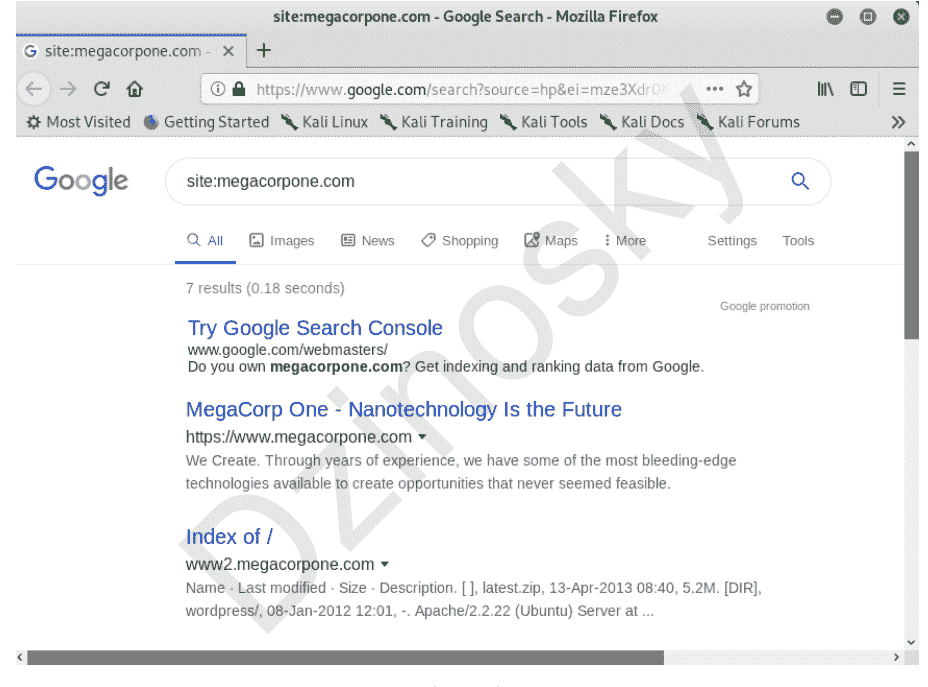 site:megacorpone.com - Google Search - Mozilla Firefox
G site:megacorpone.com - × +
https://www.google.com/search?source=hp&ei=mze3Xdr0
Most Visited Getting Started Kali Linux Kali Training Kali Tools Kali Docs Kali Forums »
Google site:megacorpone.com
All Images News Shopping Maps More Settings Tools
7 results (0.18 seconds)
Google promotion
Try Google Search Console
www.google.com/webmasters/
Do you own megacorpone.com? Get indexing and ranking data from Google.
MegaCorp One - Nanotechnology Is the Future
https://www.megacorpone.com
We Create. Through years of experience, we have some of the most bleeding-edge
technologies available to create opportunities that never seemed feasible.
Index of /
www2.megacorpone.com
Name · Last modified · Size · Description. [ ], latest.zip, 13-Apr-2013 08:40, 5.2M. [DIR],
wordpress/, 08-Jan-2012 12:01, -. Apache/2.2.22 (Ubuntu) Server at ...
Dzinosky